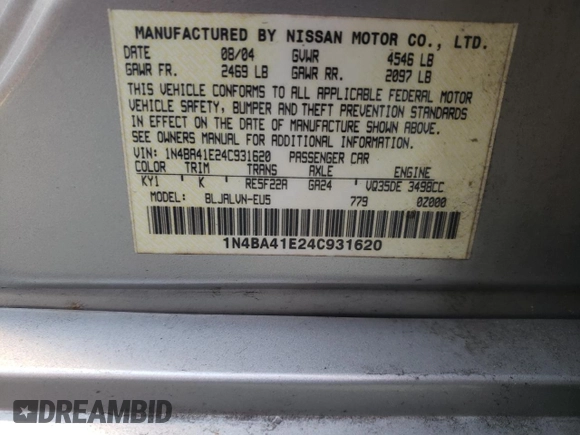 MANUFACTURED BY NISSAN MOTOR CO., LTD.
DATE 08/04 GVWR 4546 LB
GAWR FR. 2469 LB GAWR RR. 2097 LB
THIS VEHICLE CONFORMS TO ALL APPLICABLE FEDERAL MOTOR
VEHICLE SAFETY, BUMPER AND THEFT PREVENTION STANDARDS
IN EFFECT ON THE DATE OF MANUFACTURE SHOWN ABOVE.
SEE OWNERS MANUAL FOR ADDITIONAL INFORMATION.
VIN: 1N4BA41E24C931620 PASSENGER CAR
COLOR TRIM TRANS AXLE ENGINE
KY1 K RE5F22A GA24 VQ35DE 3498CC
MODEL: BLJALVN-EU5 779 0Z000
1N4BA41E24C931620
DREAMBID